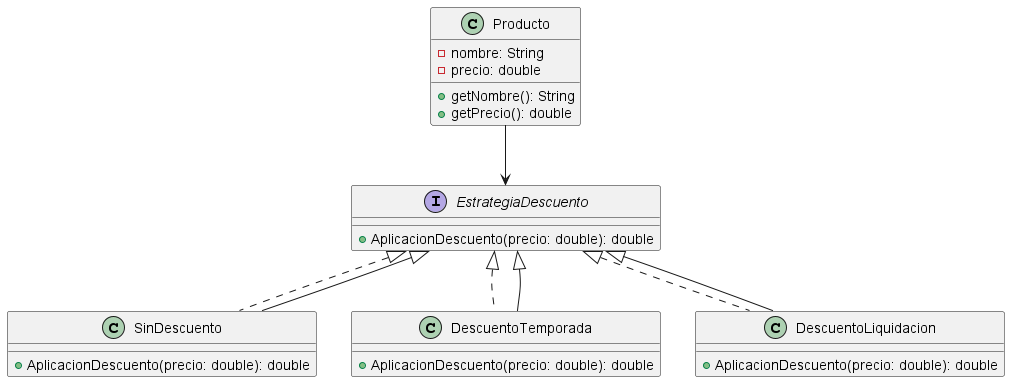 C Producto
nombre: String
precio: double
getNombre(): String
getPrecio(): double
I EstrategiaDescuento
AplicacionDescuento(precio: double): double
C SinDescuento
AplicacionDescuento(precio: double): double
C DescuentoTemporada
AplicacionDescuento(precio: double): double
C DescuentoLiquidacion
AplicacionDescuento(precio: double): double